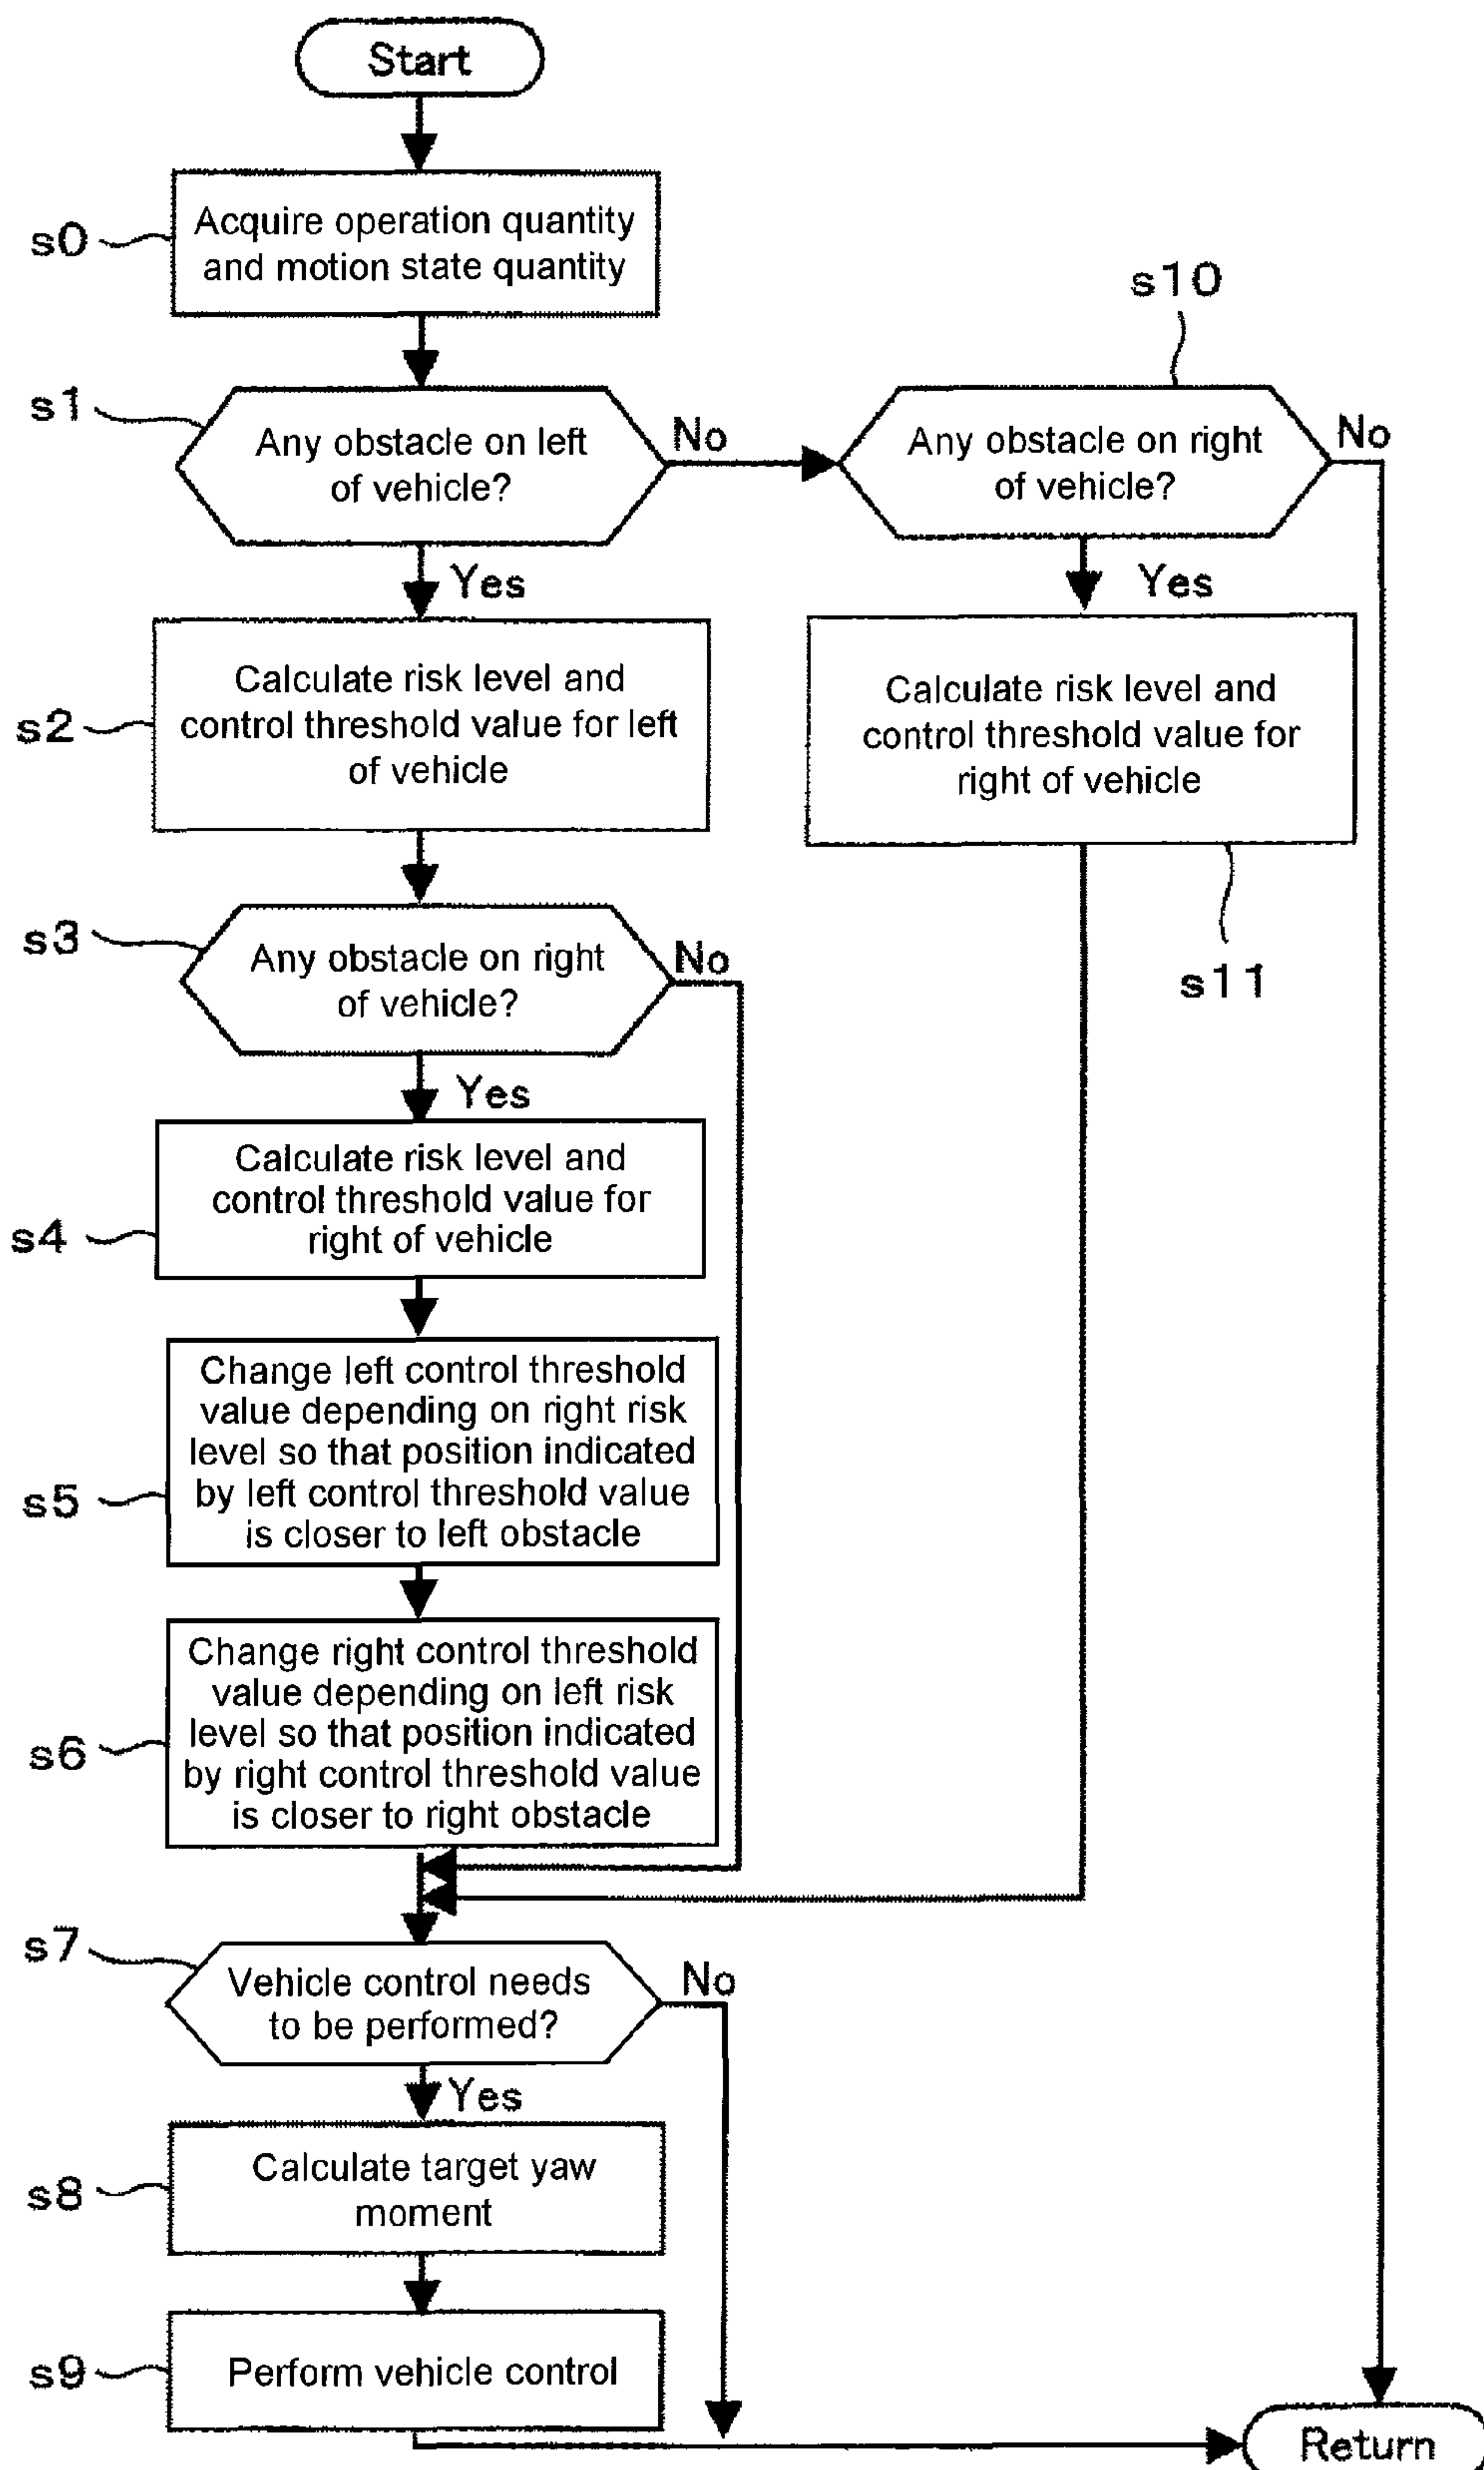 Start
s0
Acquire operation quantity
and motion state quantity
s1
Any obstacle on left
of vehicle?
No
Yes
s10
Any obstacle on right
of vehicle?
No
Yes
s2
Calculate risk level and
control threshold value for left
of vehicle
Calculate risk level and
control threshold value for
right of vehicle
s11
s3
Any obstacle on right
of vehicle?
No
Yes
s4
Calculate risk level and
control threshold value for
right of vehicle
s5
Change left control threshold
value depending on right risk
level so that position indicated
by left control threshold value
is closer to left obstacle
s6
Change right control threshold
value depending on left risk
level so that position indicated
by right control threshold value
is closer to right obstacle
s7
Vehicle control needs
to be performed?
No
Yes
s8
Calculate target yaw
moment
s9
Perform vehicle control
Return